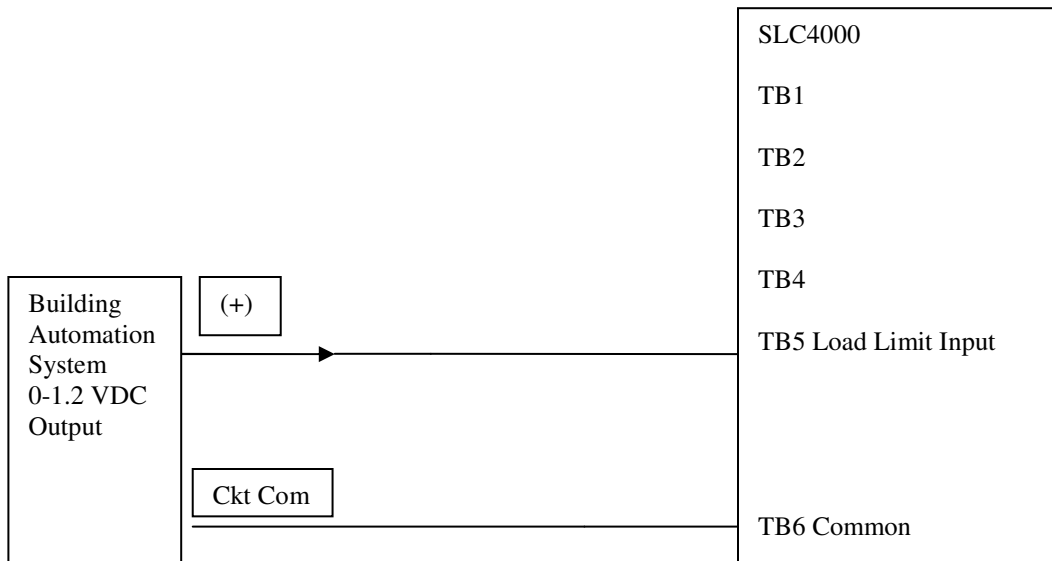 SLC4000
TB1
TB2
TB3
TB4
Building
Automation
System
0-1.2 VDC
Output
(+)
TB5 Load Limit Input
Ckt Com
TB6 Common